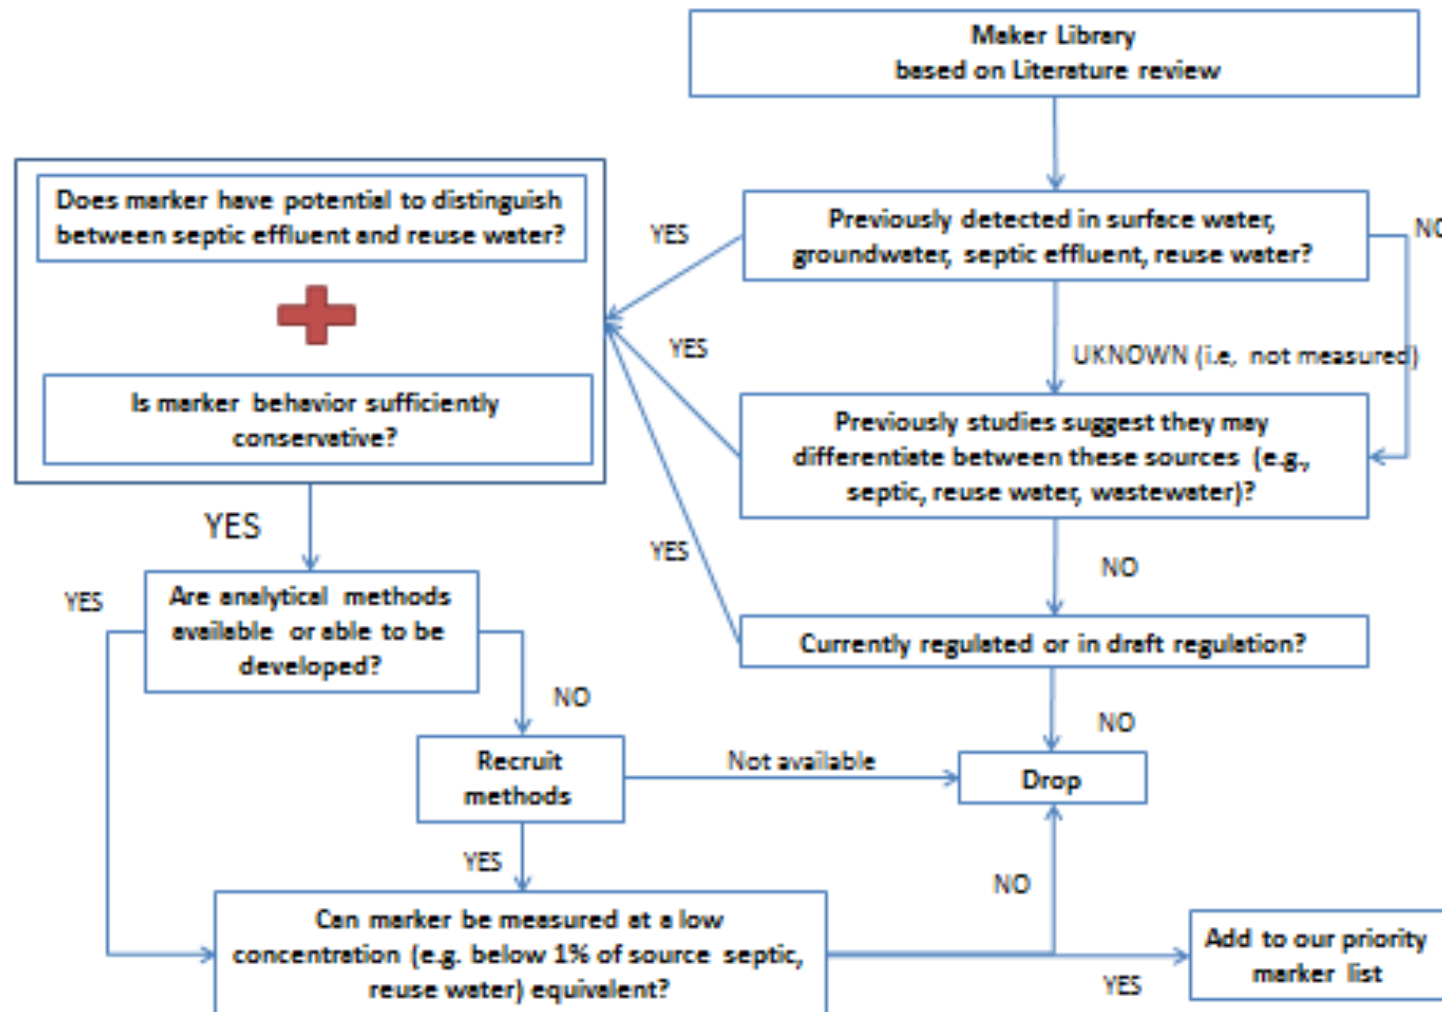 Maker Library
based on Literature review
Does marker have potential to distinguish
between septic effluent and reuse water?
YES
Previously detected in surface water,
groundwater, septic effluent, reuse water?
NO
YES
UKNOWN (i.e, not measured)
Is marker behavior sufficiently
conservative?
Previously studies suggest they may
differentiate between these sources (e.g.,
septic, reuse water, wastewater)?
YES
YES
NO
YES
Are analytical methods
available or able to be
developed?
Currently regulated or in draft regulation?
NO
NO
Recruit
methods
Not available
Drop
YES
NO
Can marker be measured at a low
concentration (e.g. below 1% of source septic,
reuse water) equivalent?
YES
Add to our priority
marker list